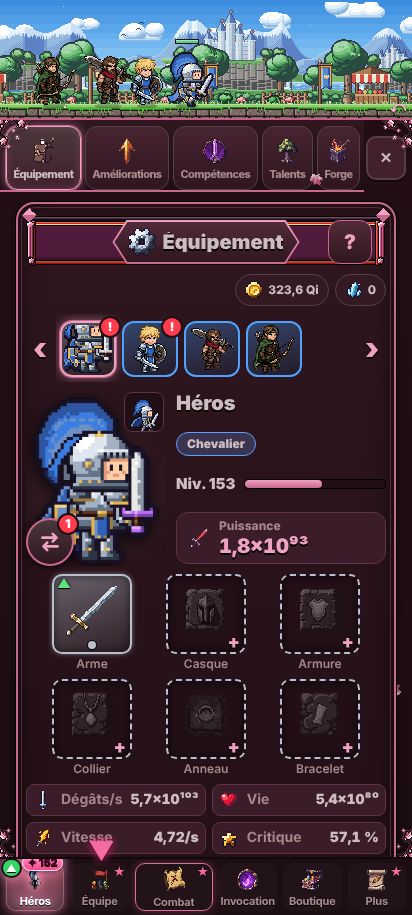 Équipement
Améliorations
Compétences
Talents
Forge
×
Équipement
?
323,6 Qi
0
!
!
Héros
Chevalier
Niv. 153
1
Puissance
1,8×10⁹³
Arme
Casque
Armure
Collier
Anneau
Bracelet
Dégâts/s 5,7×10¹⁰³
Vie 5,4×10⁸⁰
Vitesse 4,72/s
Critique 57,1 %
Héros
Équipe
Combat
Invocation
Boutique
Plus